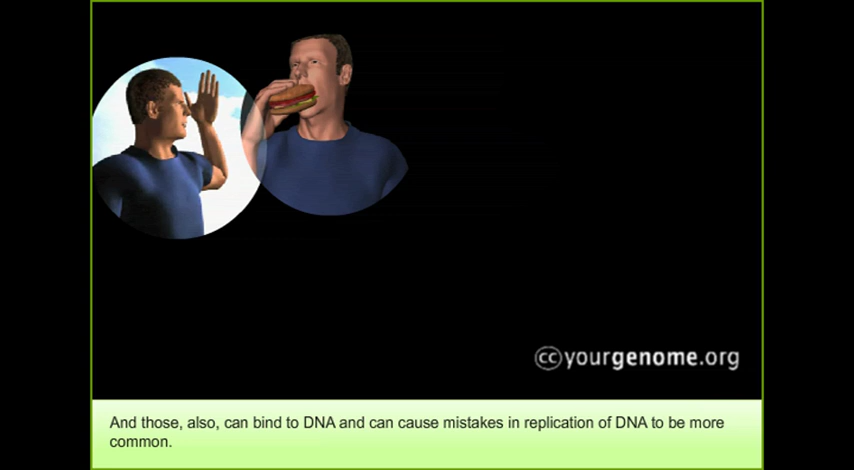 cc yourgenome.org
And those, also, can bind to DNA and can cause mistakes in replication of DNA to be more
common.